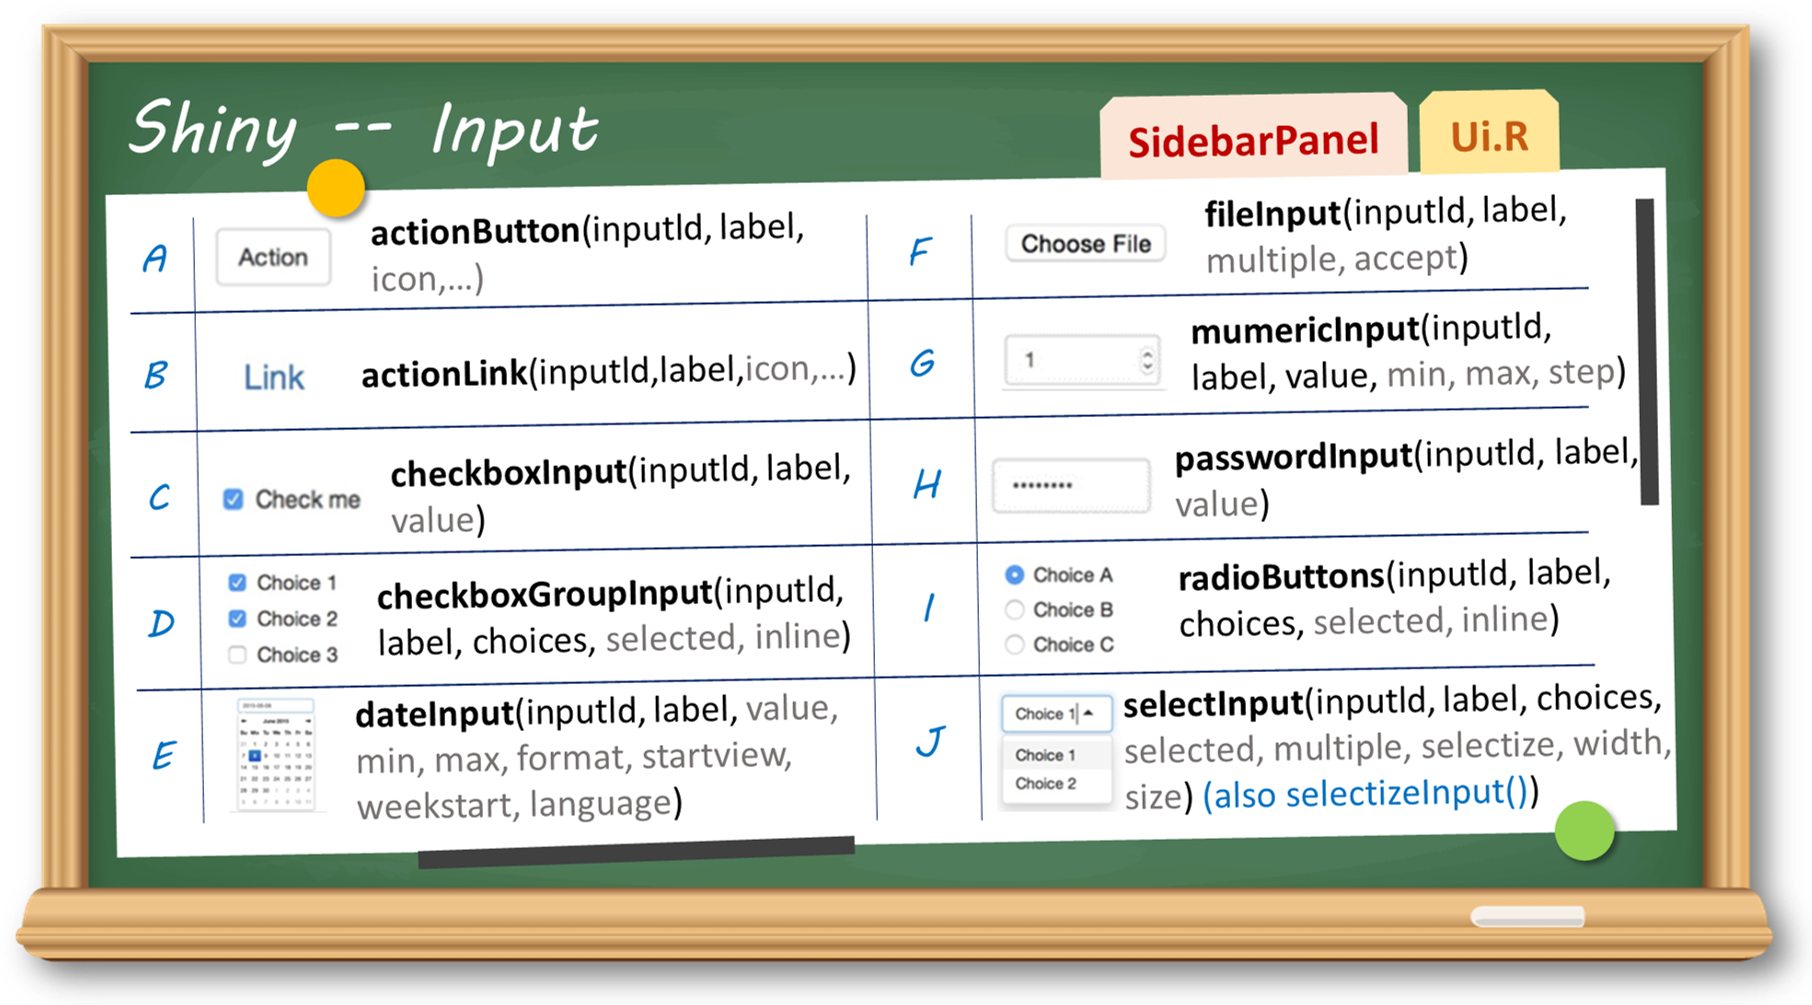 Shiny -- Input
SidebarPanel
Ui.R
A
Action
actionButton(inputId, label,
icon,...)
B
Link
actionLink(inputId,label,icon,...)
C
Check me
checkboxInput(inputId, label,
value)
D
Choice 1
Choice 2
Choice 3
checkboxGroupInput(inputId,
label, choices, selected, inline)
E
June 2015
dateInput(inputId, label, value,
min, max, format, startview,
weekstart, language)
F
Choose File
fileInput(inputId, label,
multiple, accept)
G
1
mumericInput(inputId,
label, value, min, max, step)
H
••••••••
passwordInput(inputId, label,
value)
I
Choice A
Choice B
Choice C
radioButtons(inputId, label,
choices, selected, inline)
J
Choice 1
Choice 1
Choice 2
selectInput(inputId, label, choices,
selected, multiple, selectize, width,
size) (also selectizeInput())